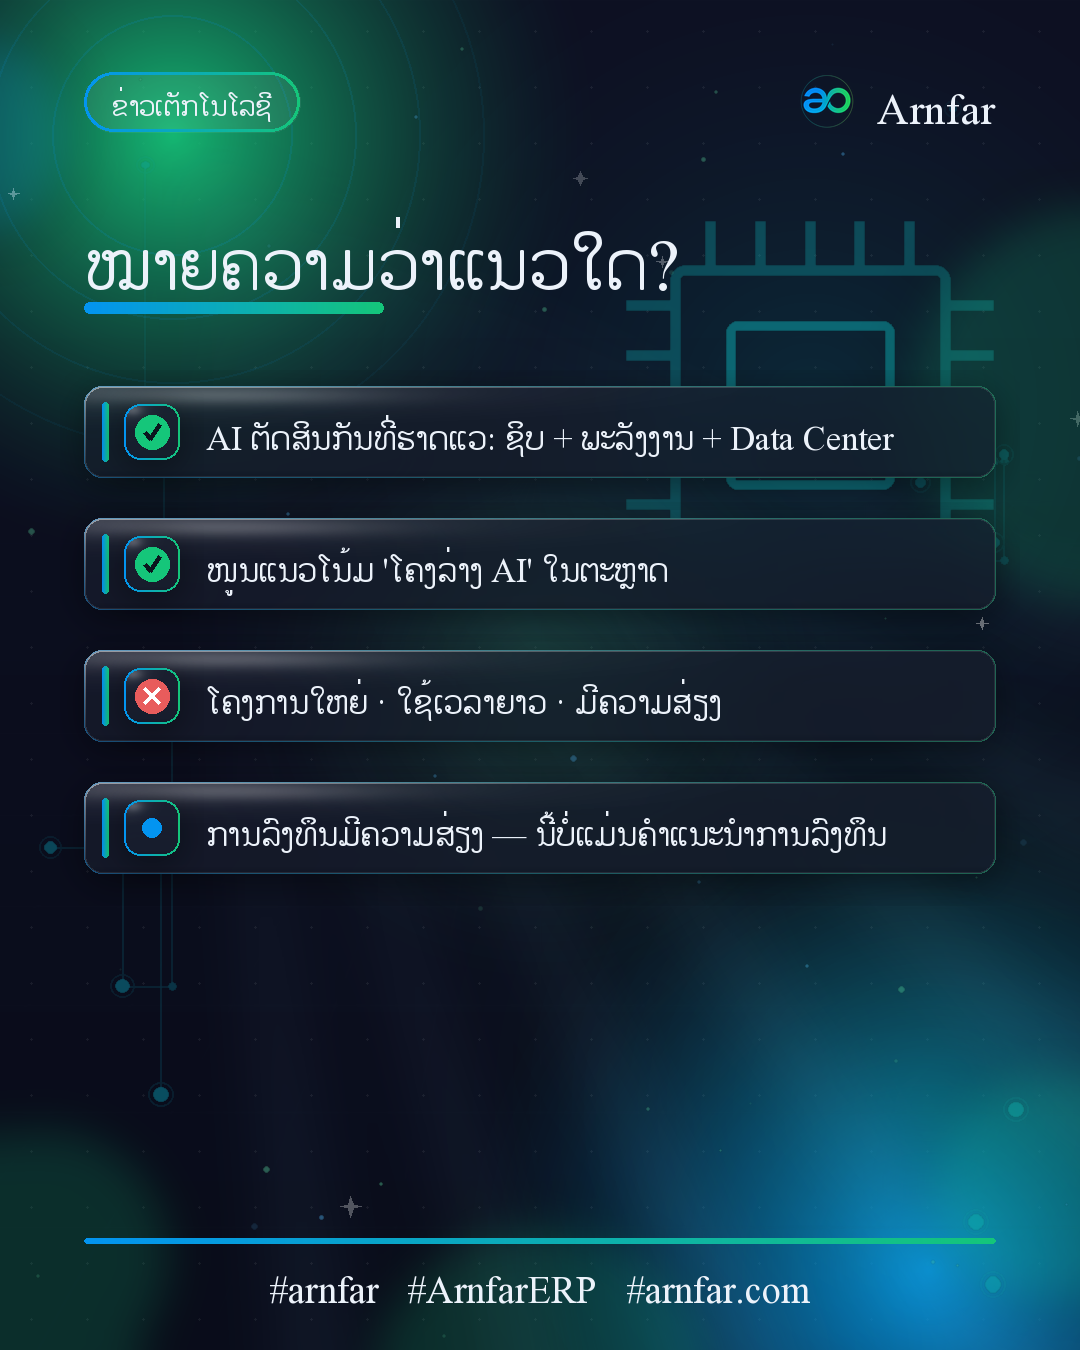 ຂ່າວເຕັກໂນໂລຊີ
Arnfar
ໝາຍຄວາມວ່າແນວໃດ?
AI ຕັດສິນກັນທີ່ຮາດແວ: ຊິບ + ພະລັງງານ + Data Center
ໜູນແນວໂນ້ມ 'ໂຄງລ່າງ AI' ໃນຕະຫຼາດ
ໂຄງການໃຫຍ່ · ໃຊ້ເວລາຍາວ · ມີຄວາມສ່ຽງ
ການລົງທຶນມີຄວາມສ່ຽງ — ນີ້ບໍ່ແມ່ນຄຳແນະນຳການລົງທຶນ
#arnfar #ArnfarERP #arnfar.com